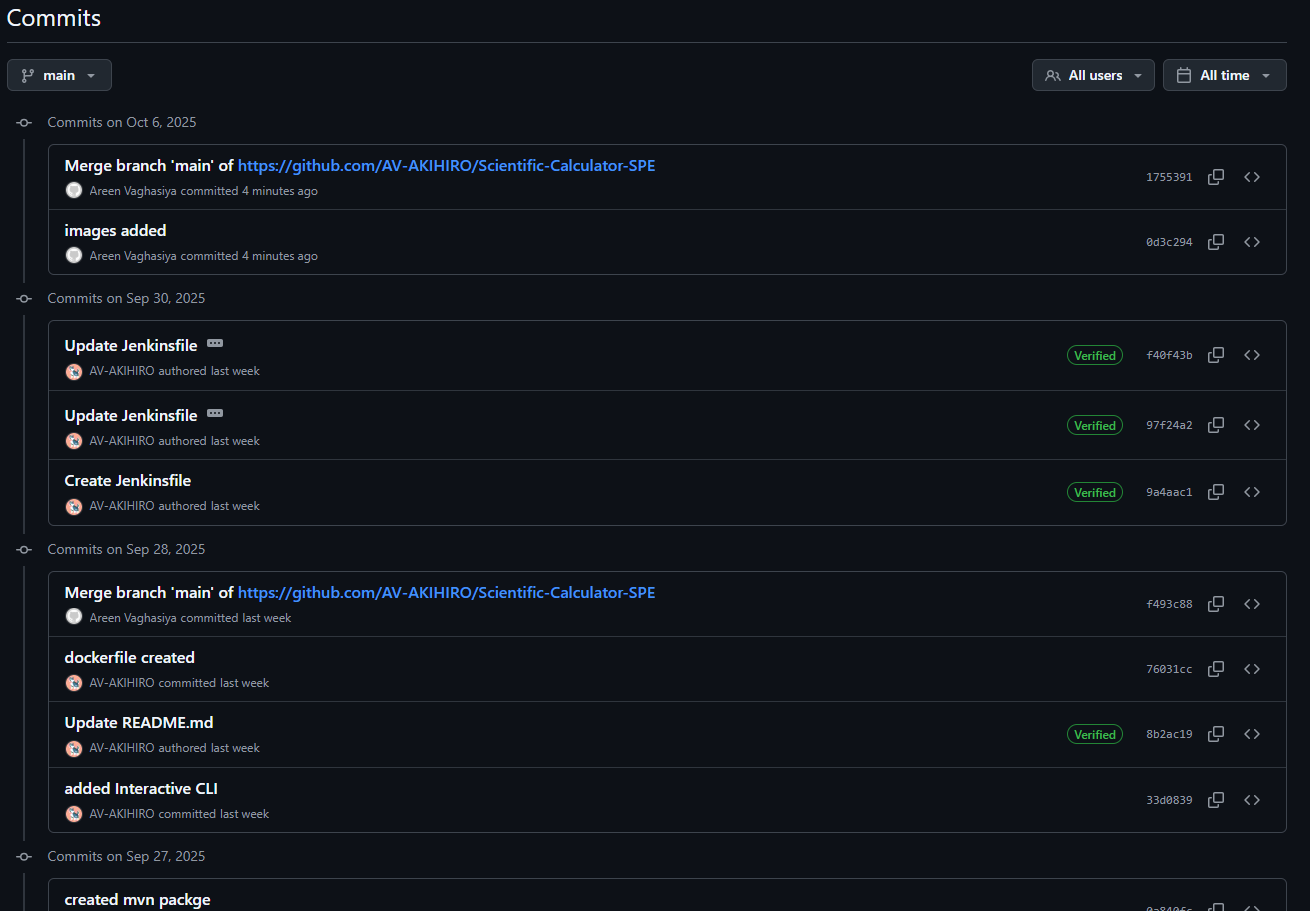 Commits
main
All users
All time
Commits on Oct 6, 2025
Merge branch 'main' of https://github.com/AV-AKIHIRO/Scientific-Calculator-SPE
Areen Vaghasiya committed 4 minutes ago
1755391
images added
Areen Vaghasiya committed 4 minutes ago
0d3c294
Commits on Sep 30, 2025
Update Jenkinsfile
AV-AKIHIRO authored last week
Verified
f40f43b
Update Jenkinsfile
AV-AKIHIRO authored last week
Verified
97f24a2
Create Jenkinsfile
AV-AKIHIRO authored last week
Verified
9a4aac1
Commits on Sep 28, 2025
Merge branch 'main' of https://github.com/AV-AKIHIRO/Scientific-Calculator-SPE
Areen Vaghasiya committed last week
f493c88
dockerfile created
AV-AKIHIRO committed last week
76031cc
Update README.md
AV-AKIHIRO authored last week
Verified
8b2ac19
added Interactive CLI
AV-AKIHIRO committed last week
33d0839
Commits on Sep 27, 2025
created mvn packge